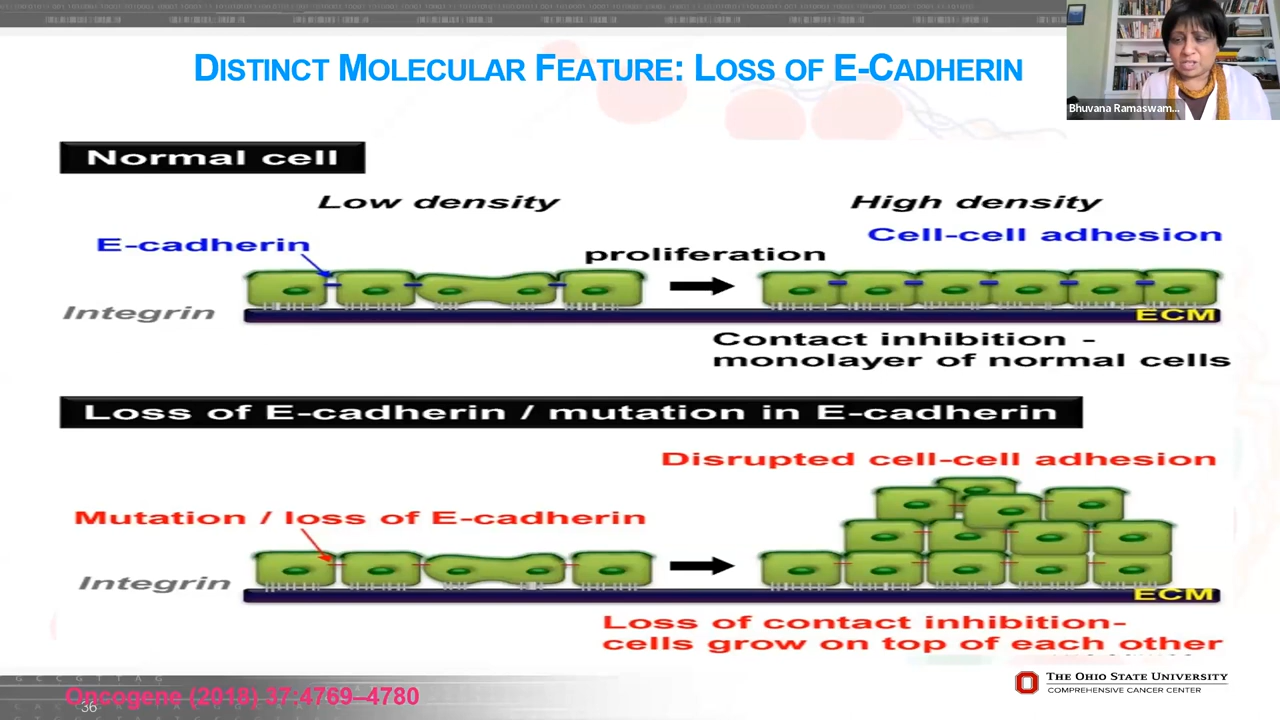 DISTINCT MOLECULAR FEATURE: LOSS OF E-CADHERIN
Bhuvana Ramaswam...
Normal cell
Low density
High density
E-cadherin
Cell-cell adhesion
proliferation
Integrin
ECM
Contact inhibition -
monolayer of normal cells
Loss of E-cadherin / mutation in E-cadherin
Disrupted cell-cell adhesion
Mutation / loss of E-cadherin
Integrin
ECM
Loss of contact inhibition-
cells grow on top of each other
G C C G T T A G
Oncogene (2018) 37:4769–4780
36
THE OHIO STATE UNIVERSITY
COMPREHENSIVE CANCER CENTER